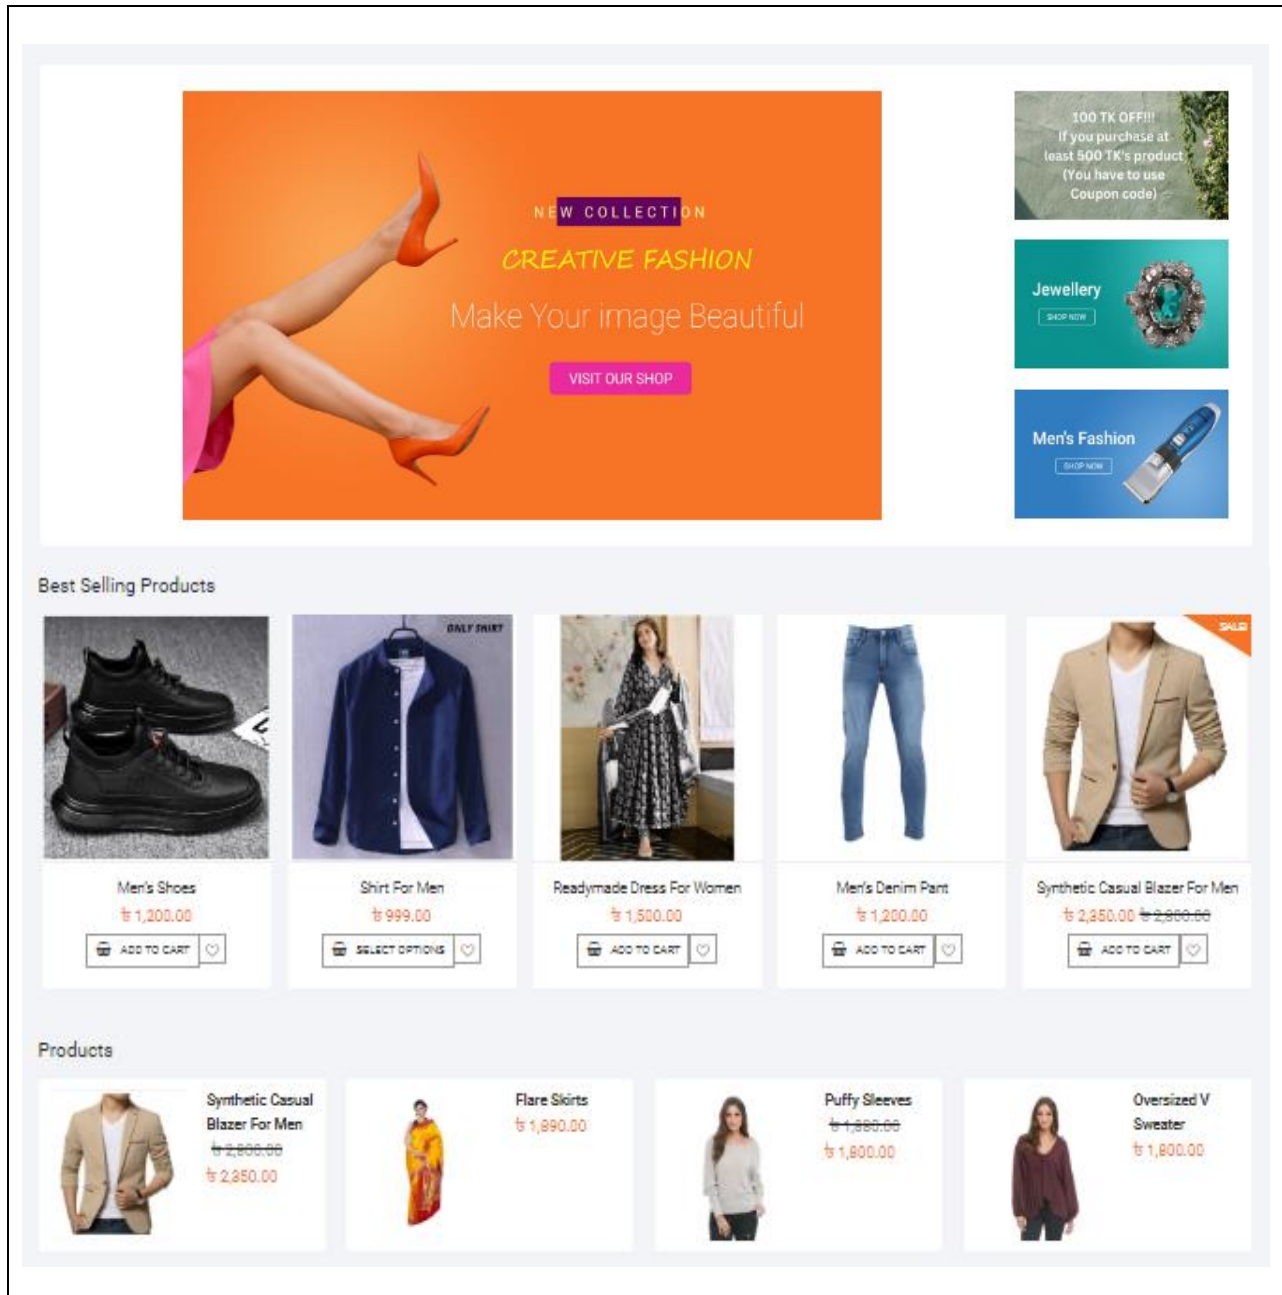 NEW COLLECTION
CREATIVE FASHION
Make Your image Beautiful
VISIT OUR SHOP
100 TK OFF!!!
If you purchase at
least 500 TK's product
(You have to use
Coupon code)
Jewellery
SHOP NOW
Men's Fashion
SHOP NOW
Best Selling Products
ONLY SHIRT
SALE!
Men's Shoes
৳ 1,200.00
ADD TO CART
Shirt For Men
৳ 999.00
SELECT OPTIONS
Readymade Dress For Women
৳ 1,500.00
ADD TO CART
Men's Denim Pant
৳ 1,200.00
ADD TO CART
Synthetic Casual Blazer For Men
৳ 2,350.00 ৳ 2,800.00
ADD TO CART
Products
Synthetic Casual
Blazer For Men
৳ 2,800.00
৳ 2,350.00
Flare Skirts
৳ 1,890.00
Puffy Sleeves
৳ 1,800.00
Oversized V
Sweater
৳ 1,800.00